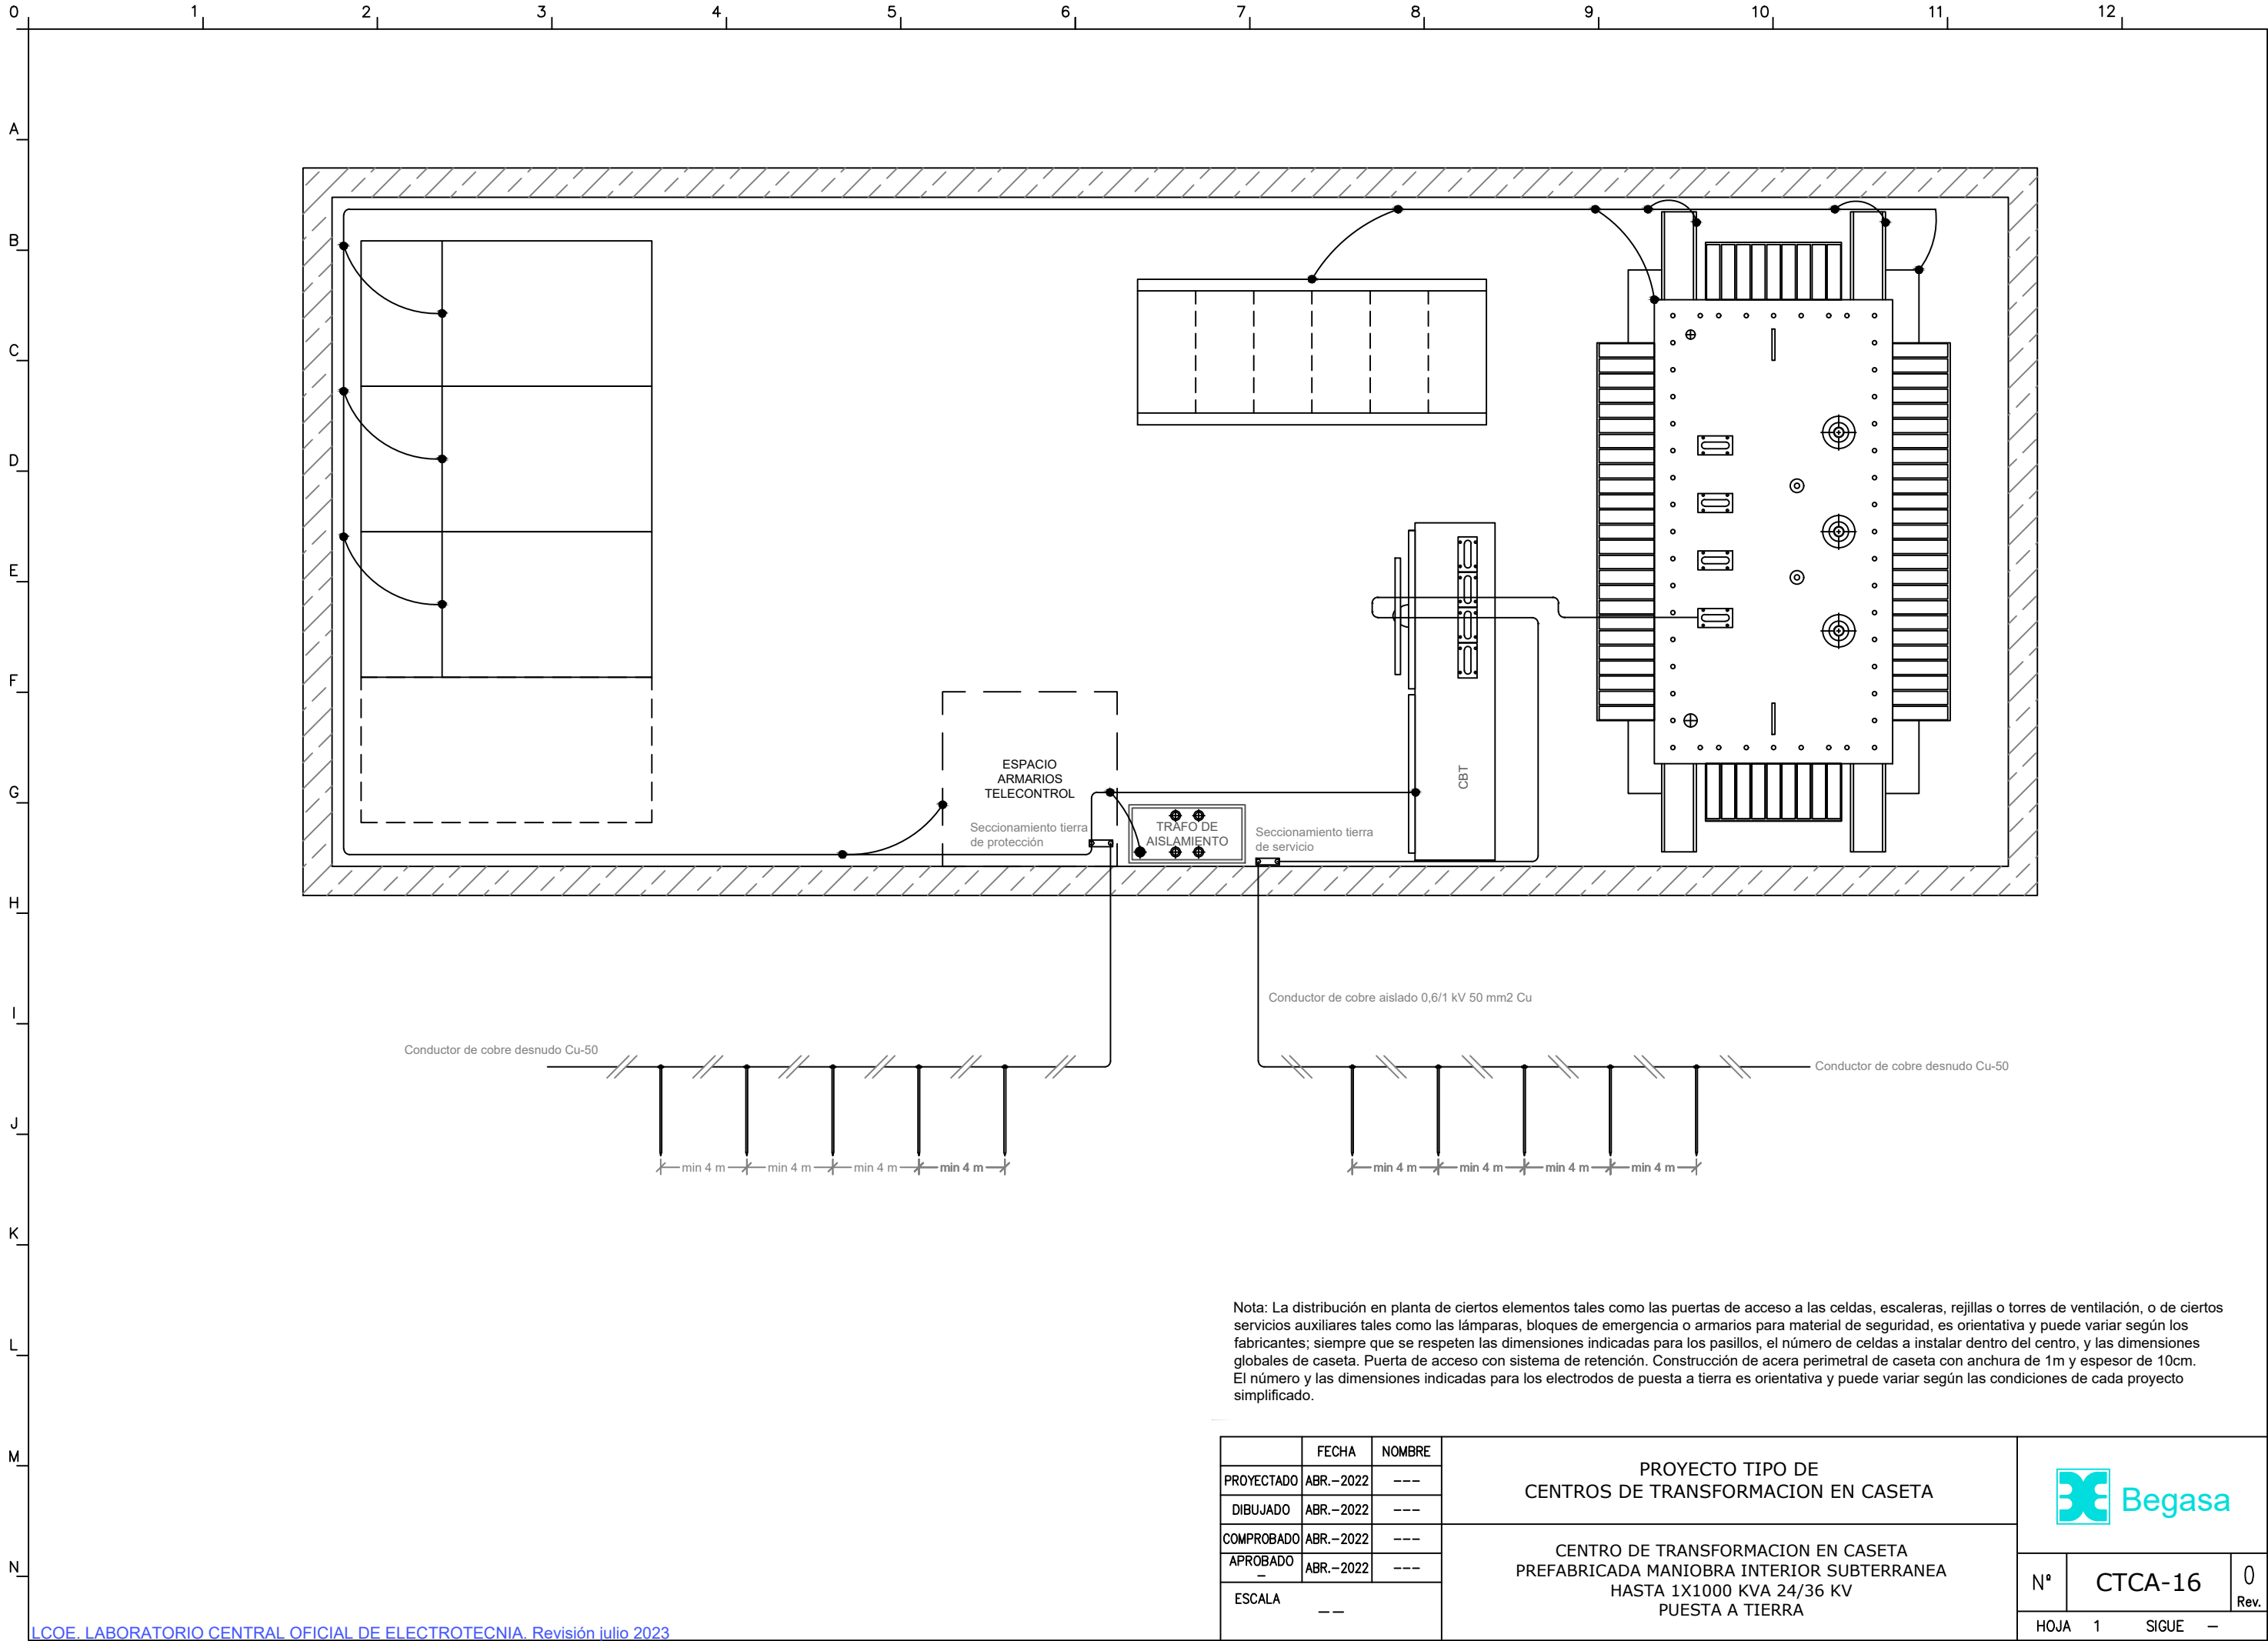 0 1 2 3 4 5 6 7 8 9 10 11 12
A
B
C
D
E
F
G
H
I
J
K
L
M
N
ESPACIO
ARMARIOS
TELECONTROL
Seccionamiento tierra
de protección
TRAFO DE
AISLAMIENTO
Seccionamiento tierra
de servicio
CBT
Conductor de cobre aislado 0,6/1 kV 50 mm2 Cu
Conductor de cobre desnudo Cu-50
Conductor de cobre desnudo Cu-50
min 4 m min 4 m min 4 m min 4 m
min 4 m min 4 m min 4 m min 4 m
Nota: La distribución en planta de ciertos elementos tales como las puertas de acceso a las celdas, escaleras, rejillas o torres de ventilación, o de ciertos
servicios auxiliares tales como las lámparas, bloques de emergencia o armarios para material de seguridad, es orientativa y puede variar según los
fabricantes; siempre que se respeten las dimensiones indicadas para los pasillos, el número de celdas a instalar dentro del centro, y las dimensiones
globales de caseta. Puerta de acceso con sistema de retención. Construcción de acera perimetral de caseta con anchura de 1m y espesor de 10cm.
El número y las dimensiones indicadas para los electrodos de puesta a tierra es orientativa y puede variar según las condiciones de cada proyecto
simplificado.
FECHA NOMBRE
PROYECTADO ABR.-2022 ---
DIBUJADO ABR.-2022 ---
COMPROBADO ABR.-2022 ---
APROBADO - ABR.-2022 ---
ESCALA --
PROYECTO TIPO DE
CENTROS DE TRANSFORMACION EN CASETA
CENTRO DE TRANSFORMACION EN CASETA
PREFABRICADA MANIOBRA INTERIOR SUBTERRANEA
HASTA 1X1000 KVA 24/36 KV
PUESTA A TIERRA
Begasa
Nº CTCA-16 0 Rev.
HOJA 1 SIGUE -
LCOE. LABORATORIO CENTRAL OFICIAL DE ELECTROTECNIA. Revisión julio 2023